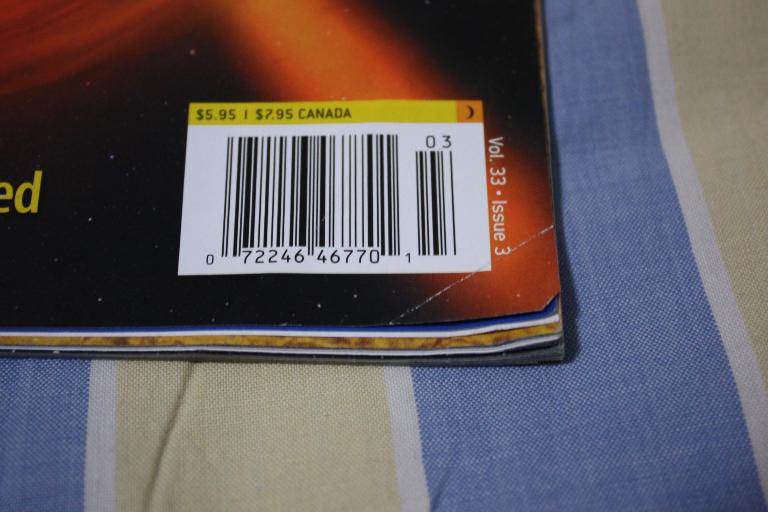 $5.95 | $7.95 CANADA
03
Vol. 33 • Issue 3
ed
0 72246 46770 1